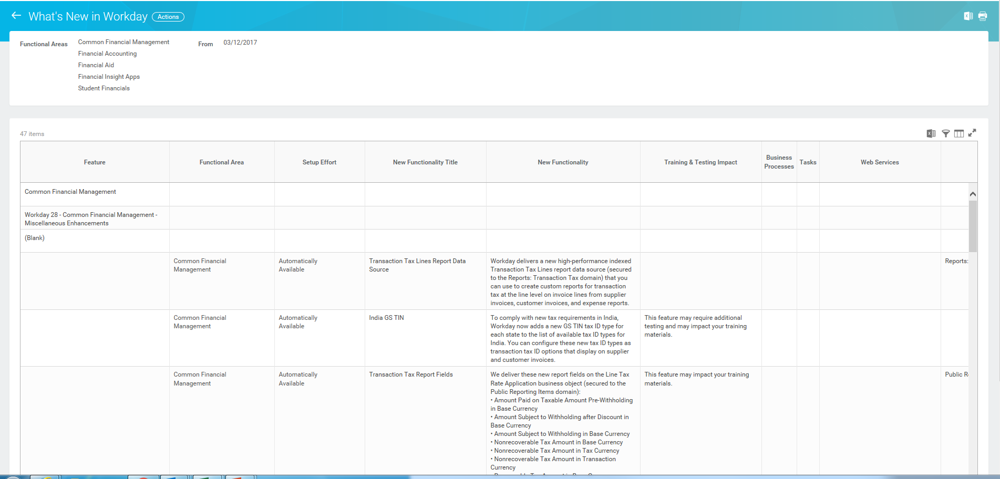 What's New in Workday Actions
Functional Areas
Common Financial Management
Financial Accounting
Financial Aid
Financial Insight Apps
Student Financials
From 03/12/2017
47 items
Feature
Functional Area
Setup Effort
New Functionality Title
New Functionality
Training & Testing Impact
Business
Processes
Tasks
Web Services
Common Financial Management
Workday 28 - Common Financial Management -
Miscellaneous Enhancements
(Blank)
Common Financial
Management
Automatically
Available
Transaction Tax Lines Report Data
Source
Workday delivers a new high-performance indexed
Transaction Tax Lines report data source (secured
to the Reports: Transaction Tax domain) that you
can use to create custom reports for transaction
tax at the line level on invoice lines from supplier
invoices, customer invoices, and expense reports.
Reports:
Common Financial
Management
Automatically
Available
India GS TIN
To comply with new tax requirements in India,
Workday now adds a new GS TIN tax ID type for
each state to the list of available tax ID types for
India. You can configure these new tax ID types as
transaction tax ID options that display on supplier
and customer invoices.
This feature may require additional
testing and may impact your training
materials.
Common Financial
Management
Automatically
Available
Transaction Tax Report Fields
We deliver these new report fields on the Line Tax
Rate Application business object (secured to the
Public Reporting Items domain):
• Amount Paid on Taxable Amount Pre-Withholding
in Base Currency
• Amount Subject to Withholding after Discount in
Base Currency
• Amount Subject to Withholding in Base Currency
• Nonrecoverable Tax Amount in Base Currency
• Nonrecoverable Tax Amount in Tax Currency
• Nonrecoverable Tax Amount in Transaction
Currency
This feature may impact your training
materials.
Public